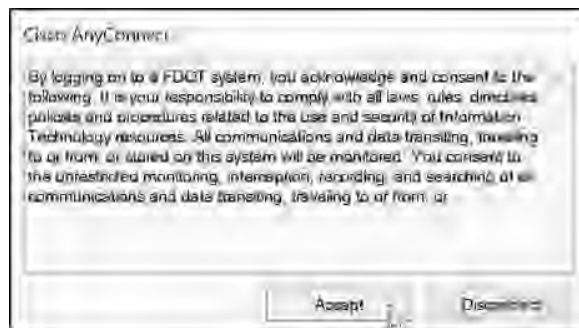 Cisco AnyConnect
By logging on to a FDOT system, you acknowledge and consent to the
following. It is your responsibility to comply with all laws, rules, directives
policies and procedures related to the use and security of Information
Technology resources. All communications and data transiting, traveling
to or from, or stored on this system will be monitored. You consent to
the unrestricted monitoring, interception, recording, and searching of all
communications and data transiting, traveling to or from, or
Accept
Disconnect